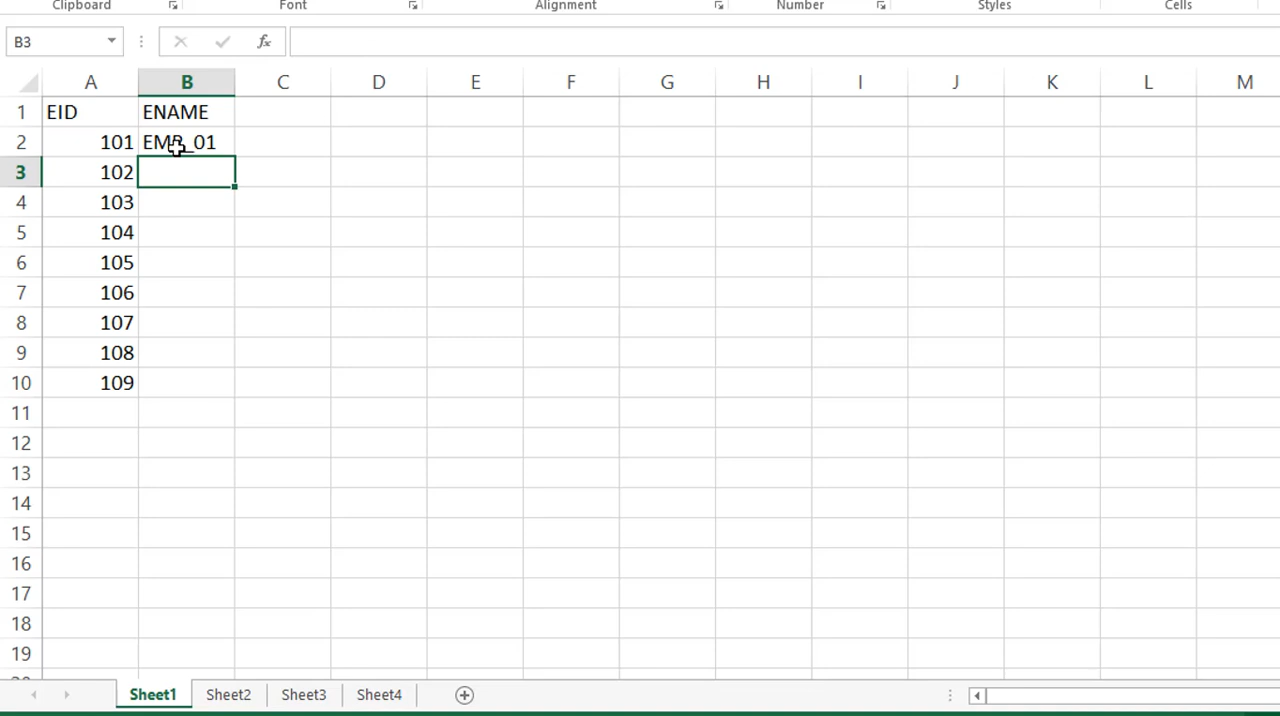 Clipboard Font Alignment Number Styles Cells
B3 fx
A B C D E F G H I J K L M
1 EID ENAME
2 101 EMP_01
3 102
4 103
5 104
6 105
7 106
8 107
9 108
10 109
11
12
13
14
15
16
17
18
19
Sheet1 Sheet2 Sheet3 Sheet4